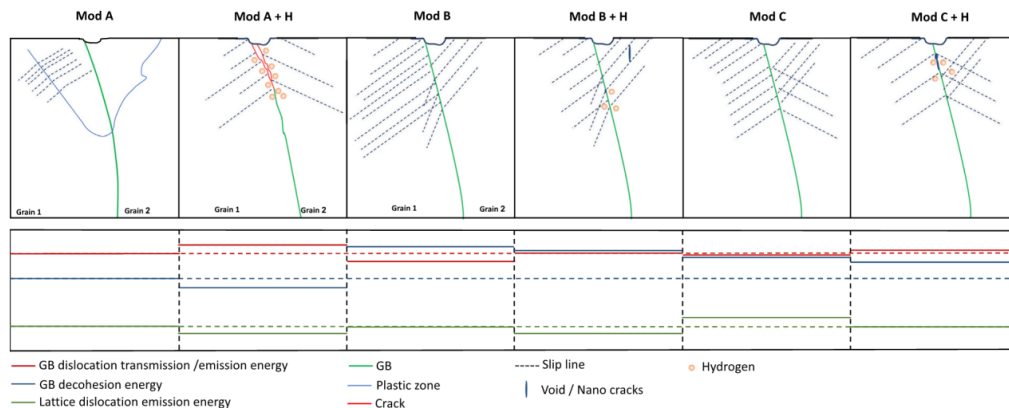 Mod A
Mod A + H
Mod B
Mod B + H
Mod C
Mod C + H
Grain 1
Grain 2
Grain 1
Grain 2
Grain 1
Grain 2
GB dislocation transmission /emission energy
GB decohesion energy
Lattice dislocation emission energy
GB
Plastic zone
Crack
Slip line
Void / Nano cracks
Hydrogen